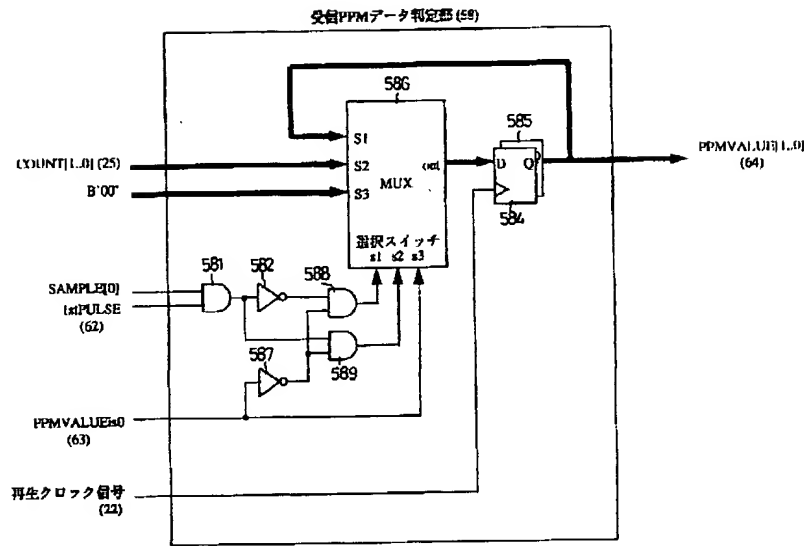 受信PPMデータ判定部 (58)
586
585
S1
COUNT[1..0] (25)
S2
out
D
Q
PPMVALUE[1..0]
(64)
MUX
B"00"
S3
584
選択スイッチ
s1 s2 s3
581
582
588
SAMPLE[0]
1stPULSE
(62)
587
589
PPMVALUEis0
(63)
再生クロック信号
(22)